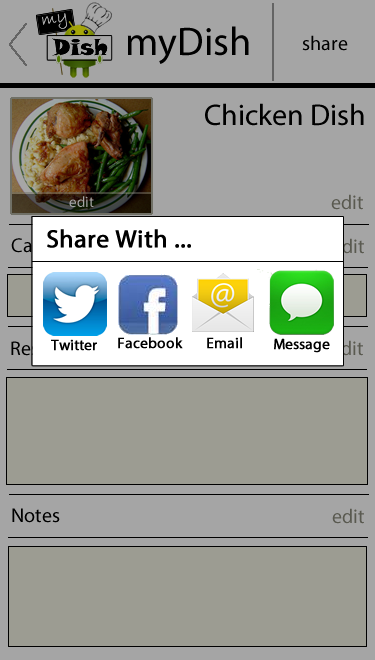 my
Dish
myDish
share
Chicken Dish
edit
edit
Ca
edit
Share With ...
Twitter
Facebook
Email
Message
Re
edit
Notes
edit